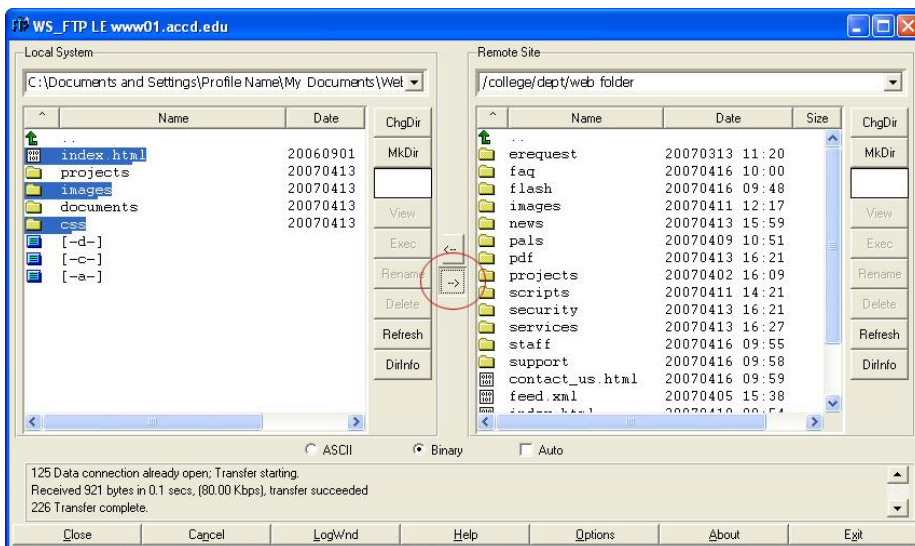 WS_FTP LE www01.accd.edu
Local System
C:\Documents and Settings\Profile Name\My Documents\Wel
^ Name Date
..
index.html 20060901
projects 20070413
images 20070413
documents 20070413
css 20070413
[-d-]
[-c-]
[-a-]
ChgDir
MkDir
View
Exec
Rename
Delete
Refresh
DirInfo
<--
-->
Remote Site
/college/dept/web folder
^ Name Date Size
..
erequest 20070313 11:20
faq 20070416 10:00
flash 20070416 09:48
images 20070411 12:17
news 20070413 15:59
pals 20070409 10:51
pdf 20070413 16:21
projects 20070402 16:09
scripts 20070411 14:21
security 20070413 16:21
services 20070413 16:27
staff 20070416 09:55
support 20070416 09:58
contact_us.html 20070416 09:59
feed.xml 20070405 15:38
ChgDir
MkDir
View
Exec
Rename
Delete
Refresh
DirInfo
ASCII Binary Auto
125 Data connection already open; Transfer starting.
Received 921 bytes in 0.1 secs, (80.00 Kbps), transfer succeeded
226 Transfer complete.
Close Cancel LogWnd Help Options About Exit